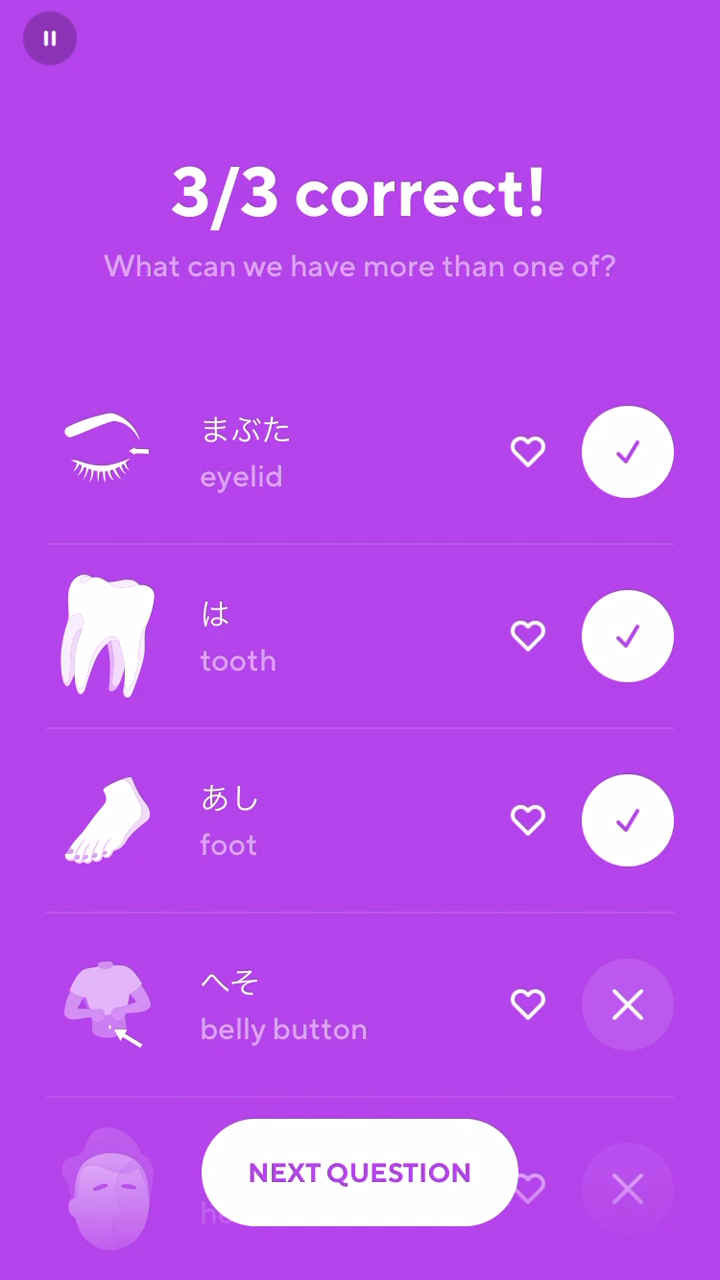 3/3 correct!
What can we have more than one of?
まぶた
eyelid
は
tooth
あし
foot
へそ
belly button
NEXT QUESTION